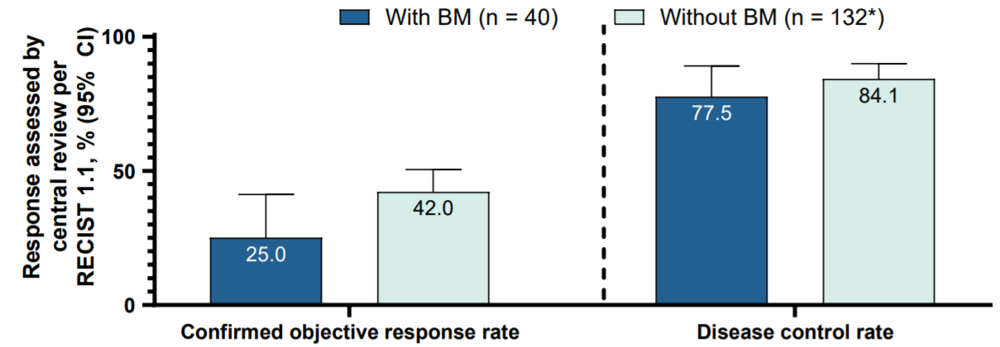 With BM (n = 40)
Without BM (n = 132*)
Response assessed by
central review per
RECIST 1.1, % (95% CI)
100
50
0
25.0
42.0
77.5
84.1
Confirmed objective response rate
Disease control rate